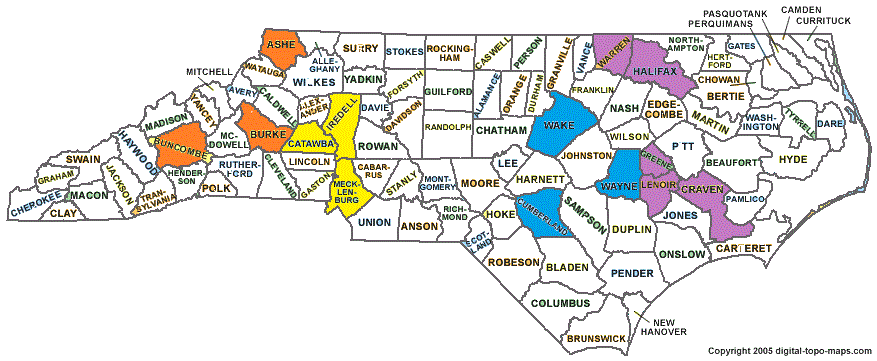 PASQUOTANK
CAMDEN
PERQUIMANS
CURRITUCK
ASHE
ALLE-
GHANY
SURRY
STOKES
ROCKING-
HAM
CASWELL
PERSON
GRANVILLE
VANCE
WARREN
NORTH-
AMPTON
GATES
HERT-
FORD
HALIFAX
MITCHELL
WATAUGA
WILKES
YADKIN
FORSYTH
GUILFORD
ALAMANCE
ORANGE
DURHAM
FRANKLIN
NASH
EDGE-
COMBE
BERTIE
CHOWAN
AVERY
CALDWELL
ALEX-
ANDER
IREDELL
DAVIE
DAVIDSON
RANDOLPH
CHATHAM
WAKE
WILSON
MARTIN
WASH-
INGTON
TYRRELL
DARE
MADISON
YANCEY
BURKE
CATAWBA
ROWAN
JOHNSTON
GREENE
PITT
BEAUFORT
HYDE
HAYWOOD
BUNCOMBE
MC-
DOWELL
LINCOLN
CABAR-
RUS
LEE
HARNETT
WAYNE
LENOIR
CRAVEN
PAMLICO
SWAIN
GRAHAM
JACKSON
HENDER-
SON
RUTHER-
FORD
CLEVELAND
GASTON
MECK-
LEN-
BURG
STANLY
MONT-
GOMERY
MOORE
CHEROKEE
MACON
CLAY
TRAN-
SYLVANIA
POLK
UNION
ANSON
RICH-
MOND
HOKE
CUMBERLAND
SAMPSON
DUPLIN
JONES
CARTERET
SCOT-
LAND
ROBESON
BLADEN
PENDER
ONSLOW
COLUMBUS
NEW
HANOVER
BRUNSWICK
Copyright 2005 digital-topo-maps.com